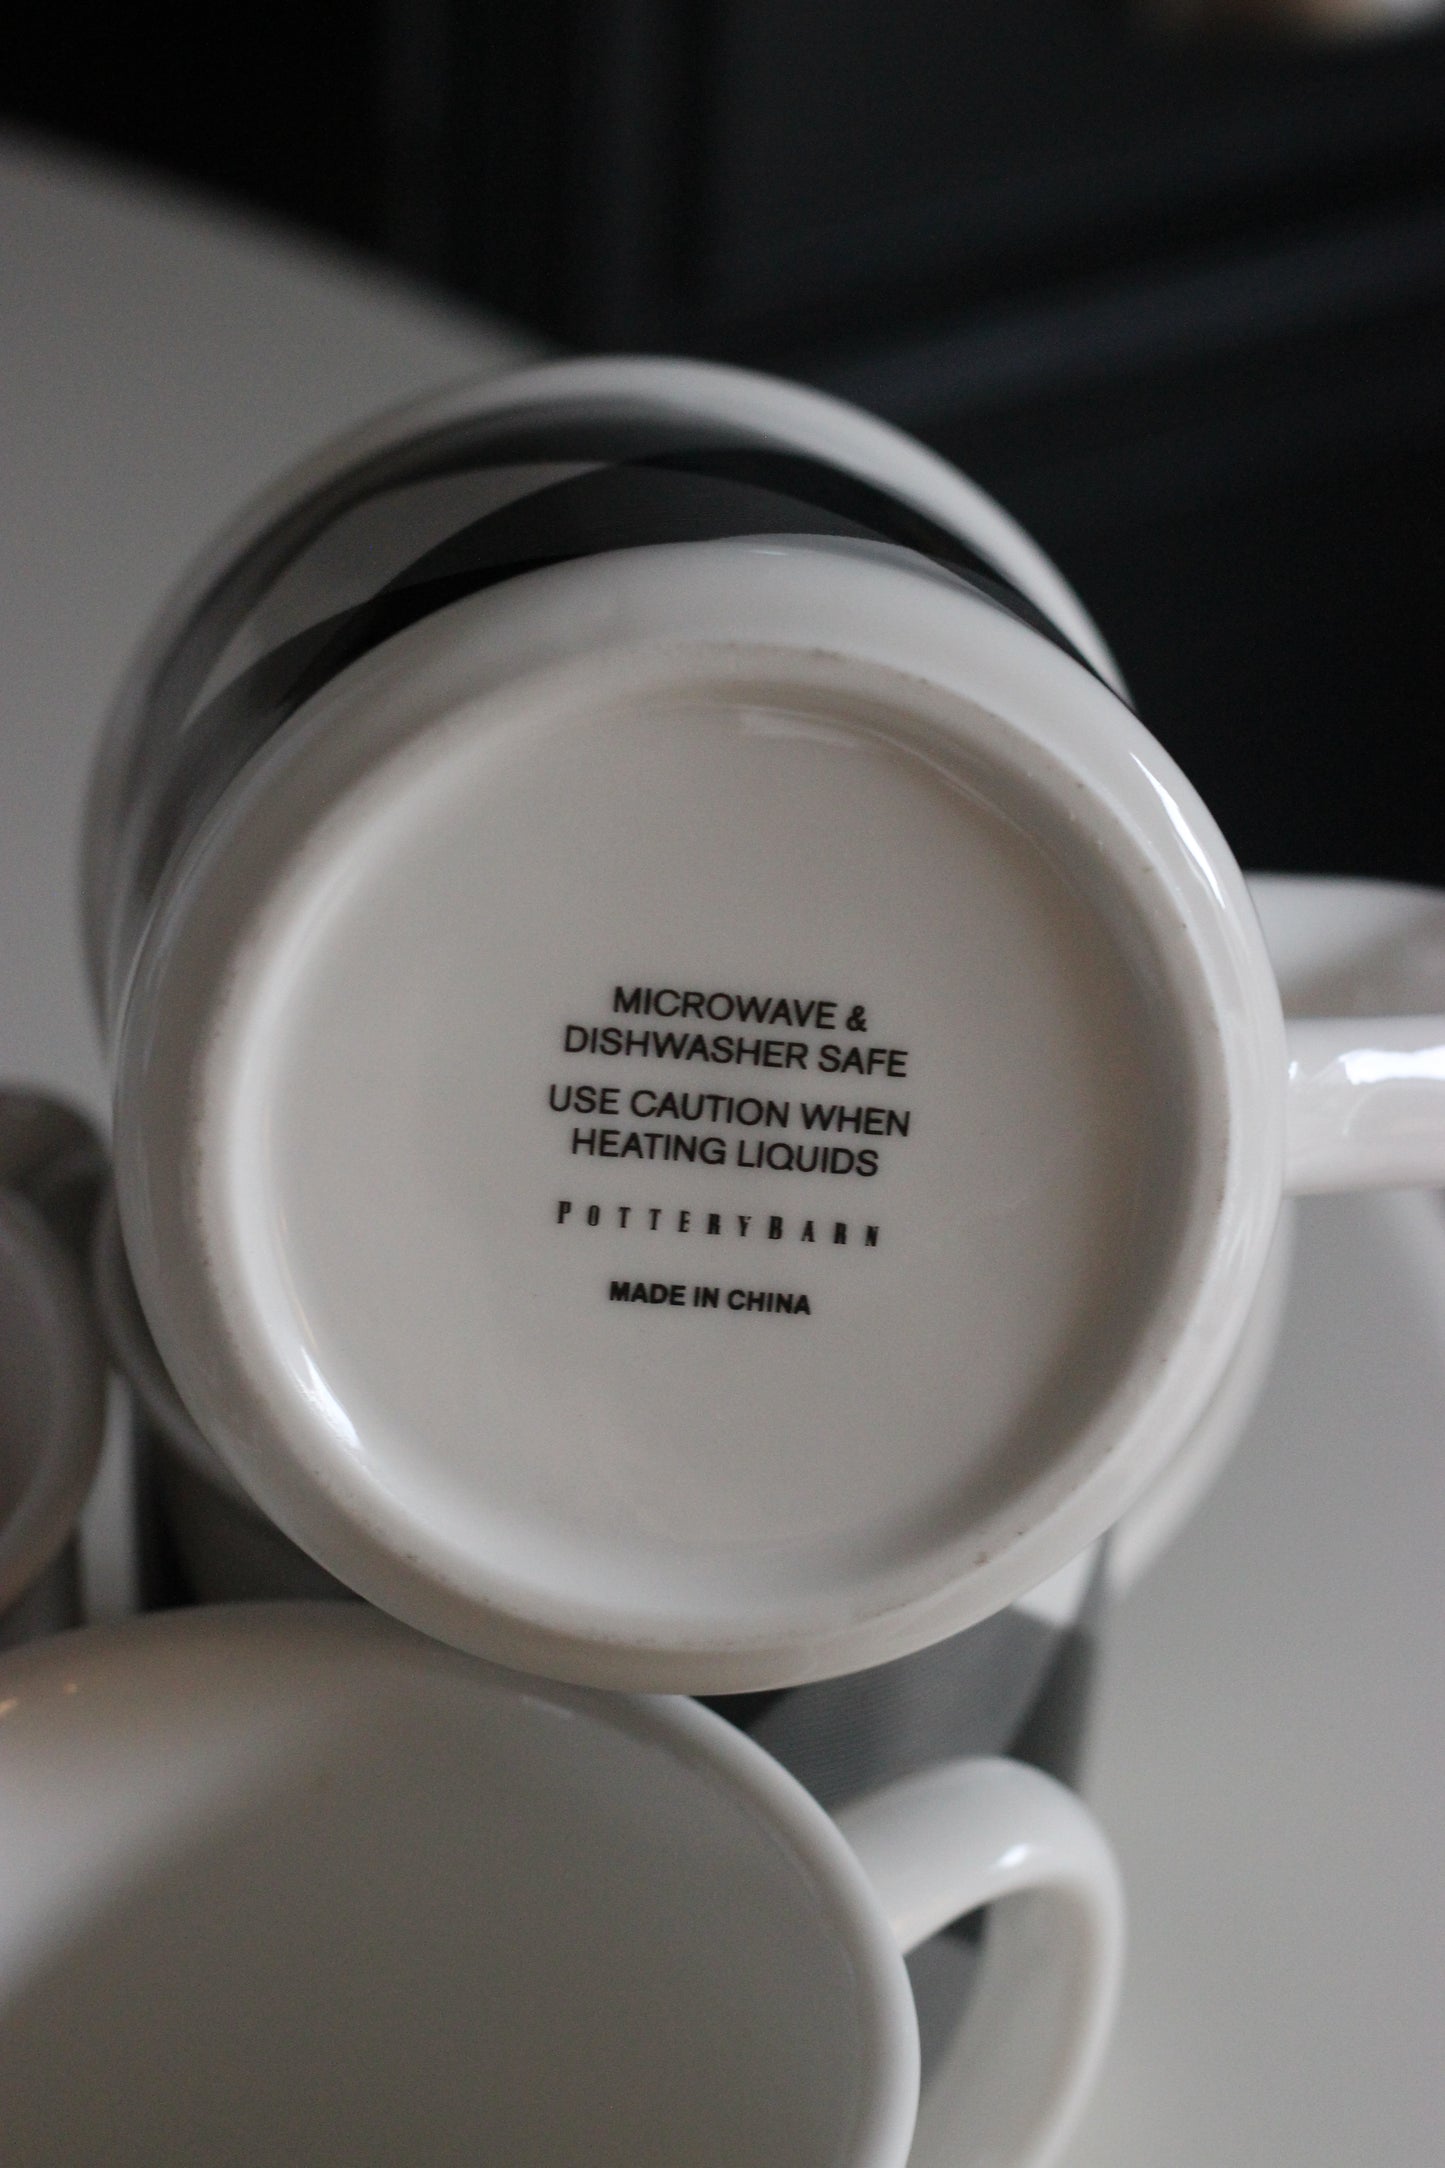 MICROWAVE &
DISHWASHER SAFE
USE CAUTION WHEN
HEATING LIQUIDS
POTTERYBARN
MADE IN CHINA